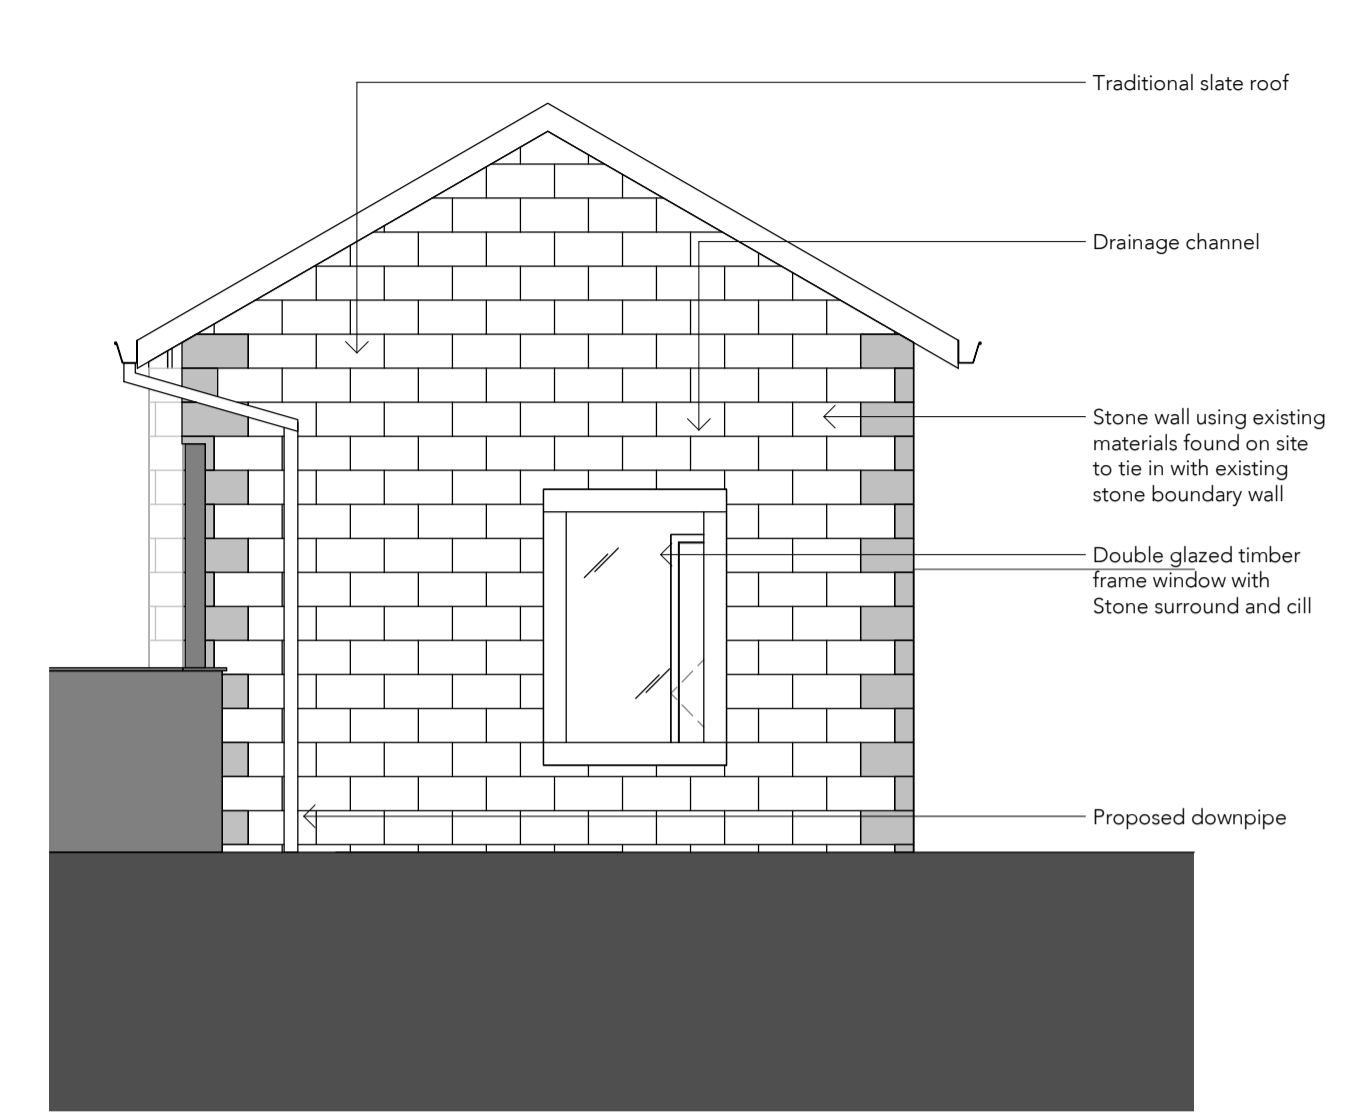 Traditional slate roof
Drainage channel
Stone wall using existing
materials found on site
to tie in with existing
stone boundary wall
Double glazed timber
frame window with
Stone surround and cill
Proposed downpipe